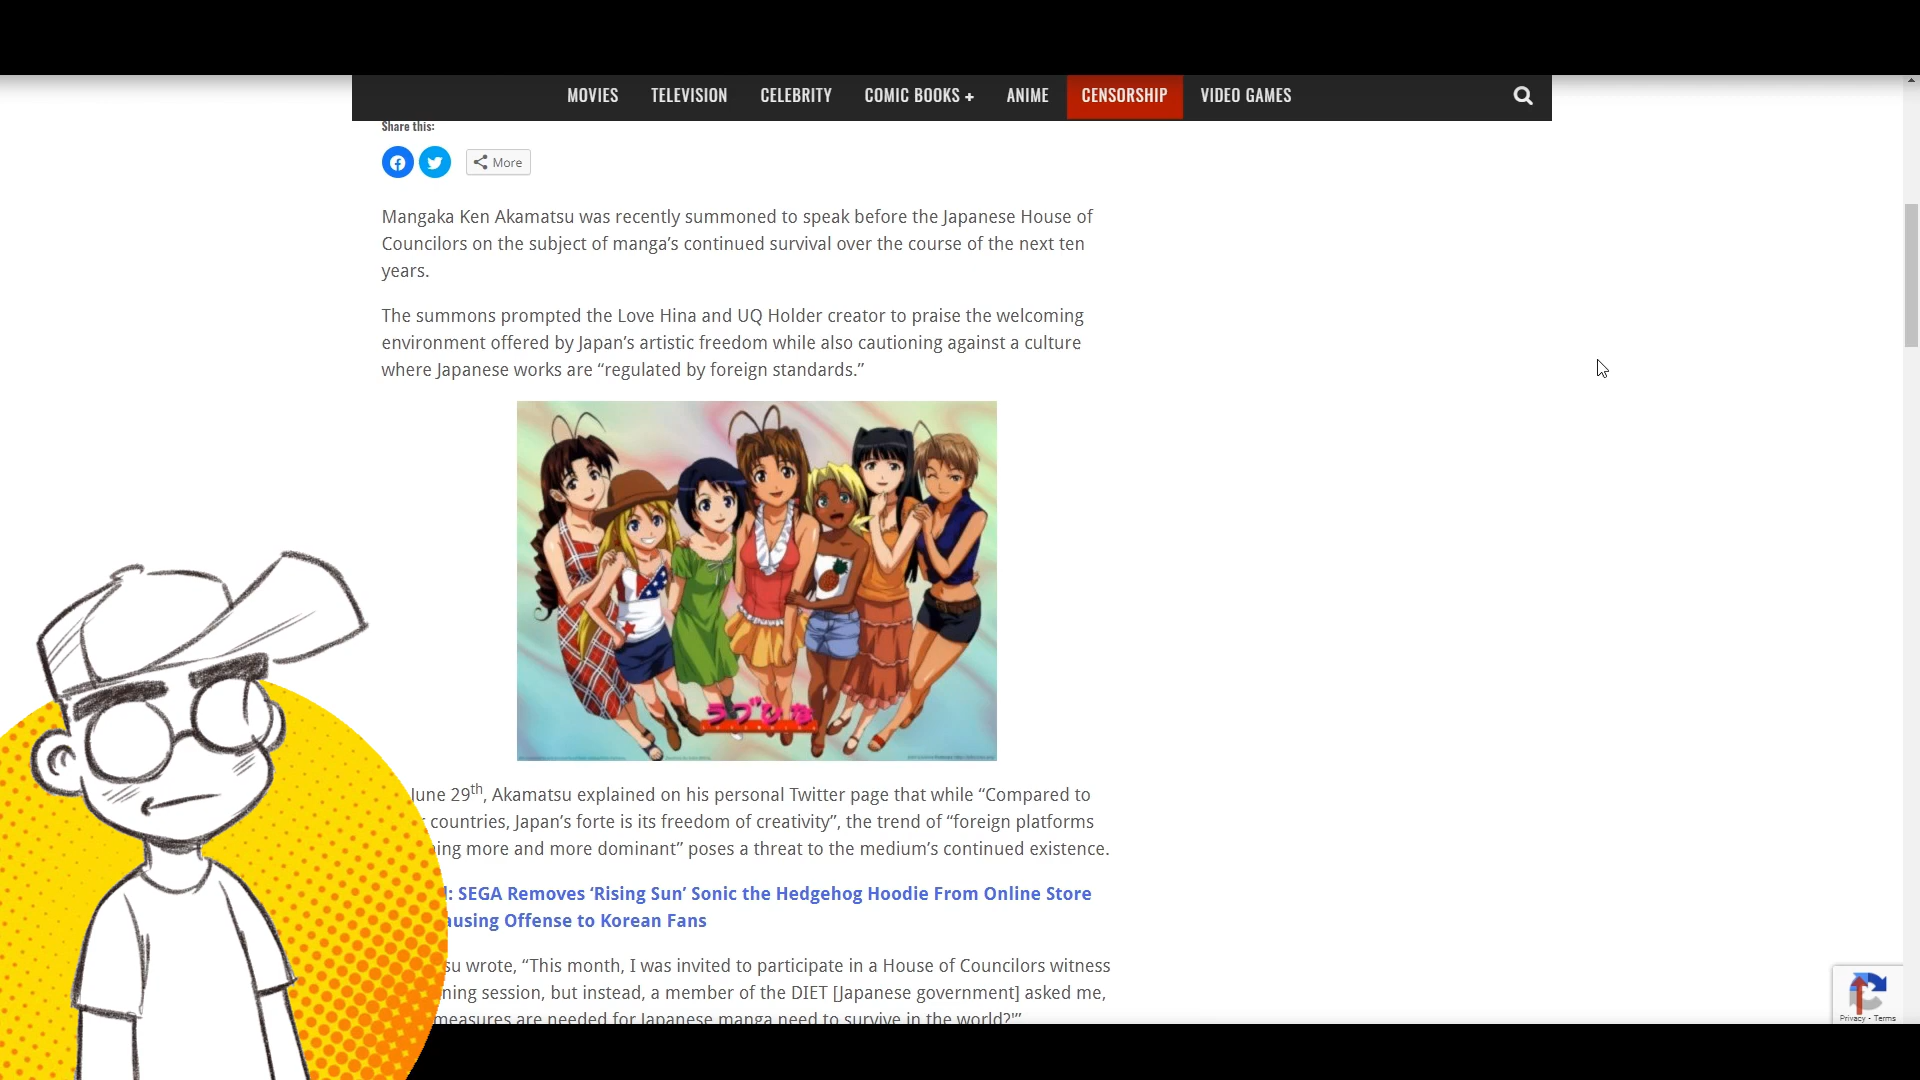 MOVIES TELEVISION CELEBRITY COMIC BOOKS + ANIME CENSORSHIP VIDEO GAMES
Share this:
More
Mangaka Ken Akamatsu was recently summoned to speak before the Japanese House of
Councilors on the subject of manga’s continued survival over the course of the next ten
years.
The summons prompted the Love Hina and UQ Holder creator to praise the welcoming
environment offered by Japan’s artistic freedom while also cautioning against a culture
where Japanese works are “regulated by foreign standards.”
ラブひな
June 29th, Akamatsu explained on his personal Twitter page that while “Compared to
countries, Japan’s forte is its freedom of creativity”, the trend of “foreign platforms
ing more and more dominant” poses a threat to the medium’s continued existence.
: SEGA Removes ‘Rising Sun’ Sonic the Hedgehog Hoodie From Online Store
ausing Offense to Korean Fans
su wrote, “This month, I was invited to participate in a House of Councilors witness
ning session, but instead, a member of the DIET [Japanese government] asked me,
measures are needed for Japanese manga need to survive in the world?'”
Privacy - Terms